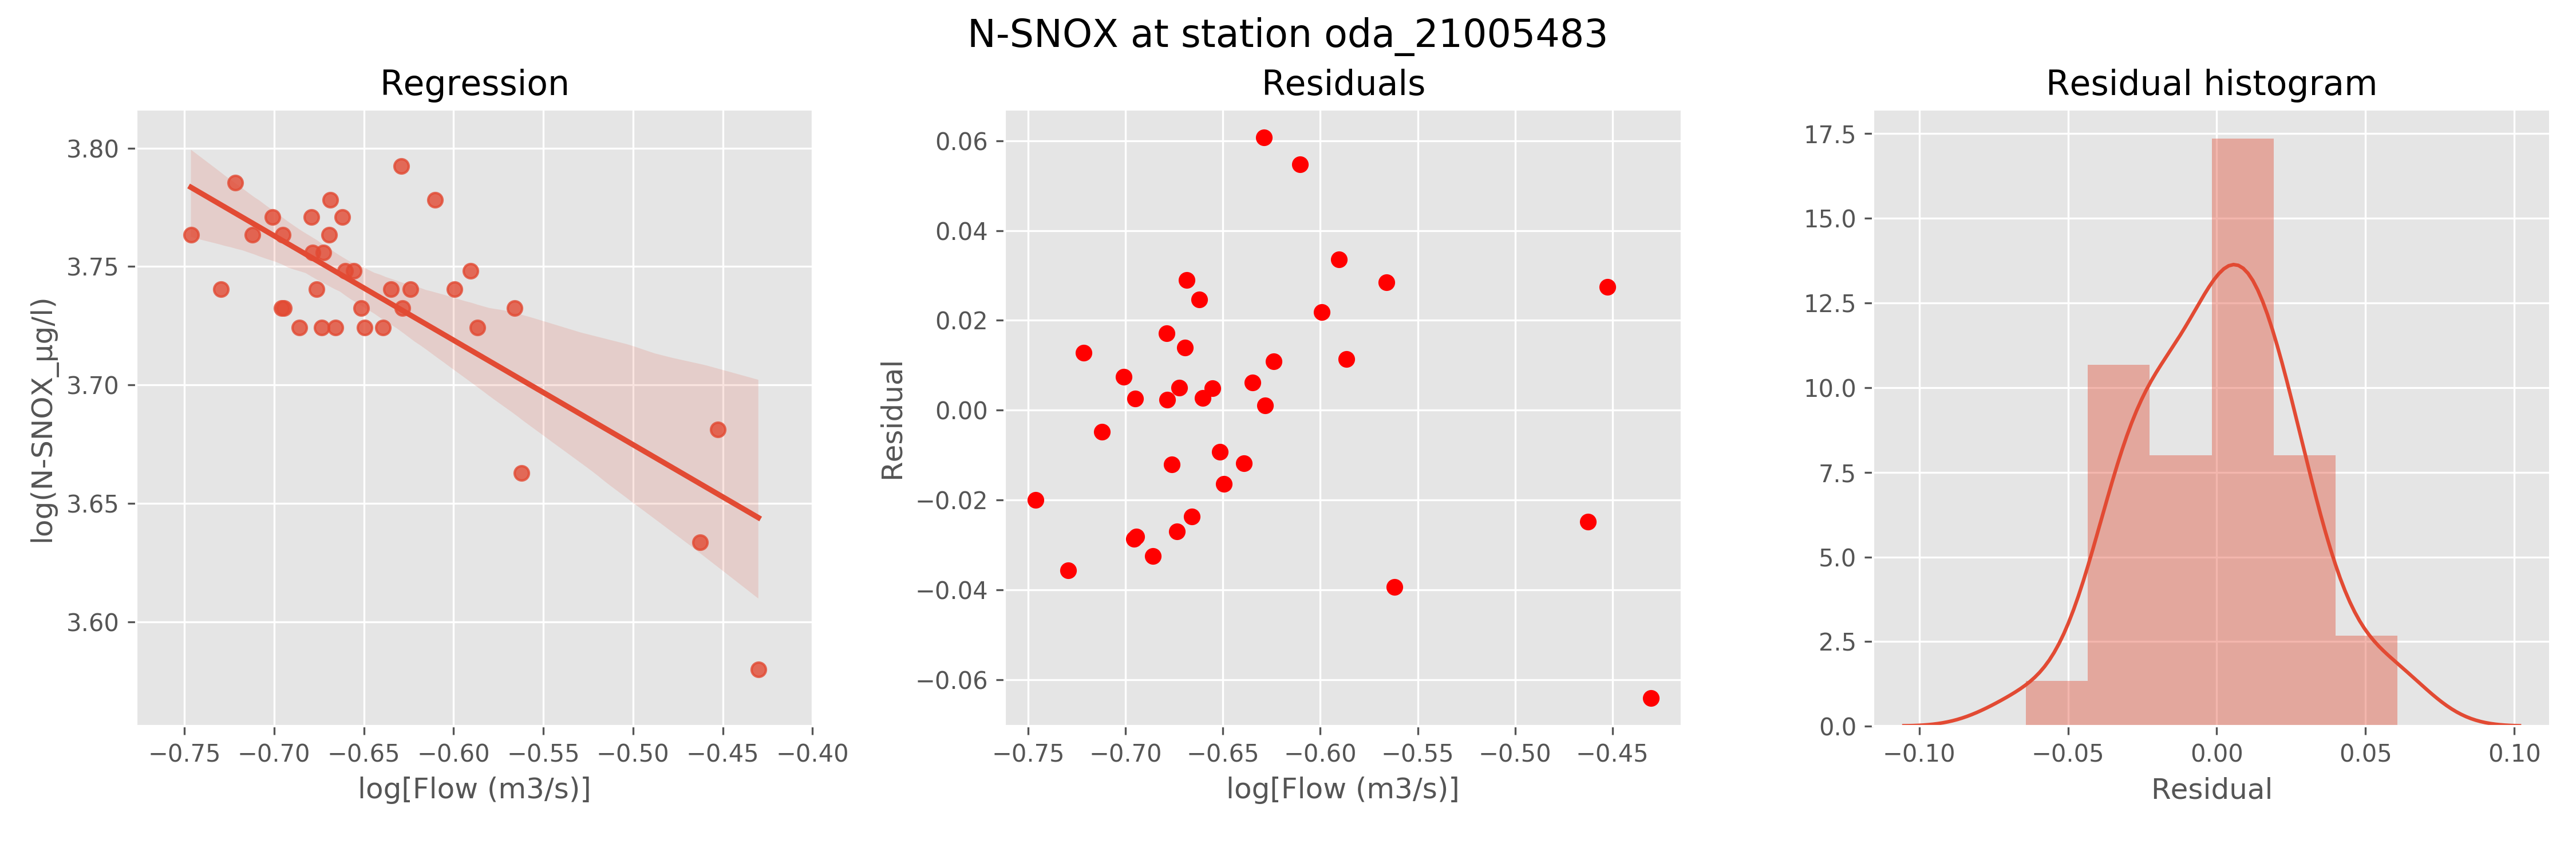 N-SNOX at station oda_21005483
Regression
3.80
3.75
3.70
3.65
3.60
log(N-SNOX_µg/l)
−0.75 −0.70 −0.65 −0.60 −0.55 −0.50 −0.45 −0.40
log[Flow (m3/s)]
Residuals
0.06
0.04
0.02
0.00
−0.02
−0.04
−0.06
Residual
−0.75 −0.70 −0.65 −0.60 −0.55 −0.50 −0.45
log[Flow (m3/s)]
Residual histogram
17.5
15.0
12.5
10.0
7.5
5.0
2.5
0.0
−0.10 −0.05 0.00 0.05 0.10
Residual